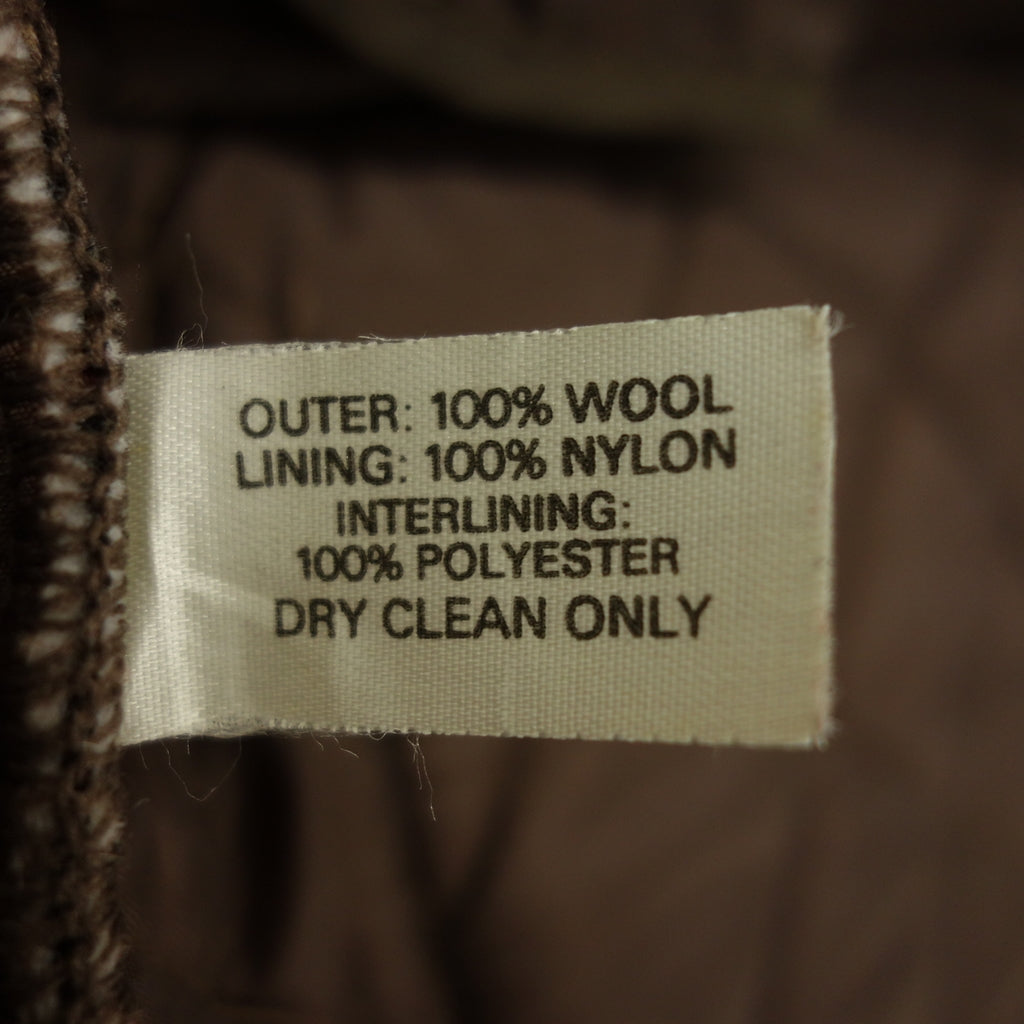 OUTER: 100% WOOL
LINING: 100% NYLON
INTERLINING:
100% POLYESTER
DRY CLEAN ONLY